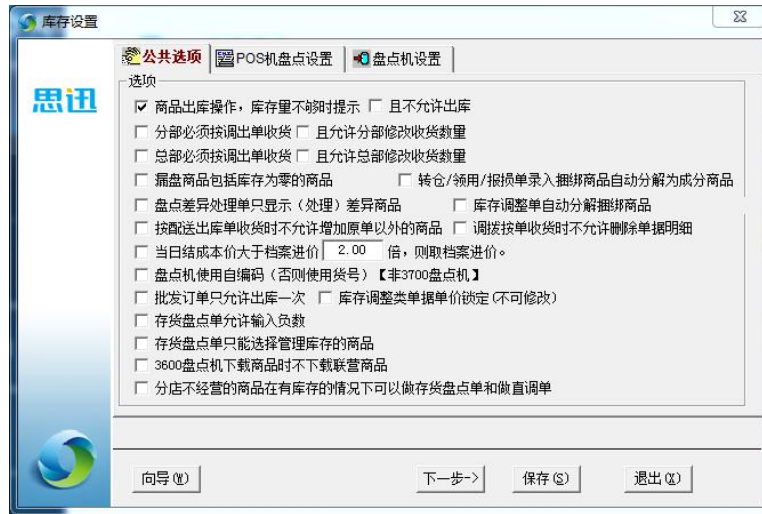 库存设置
公共选项 POS机盘点设置 盘点机设置
选项
思迅
商品出库操作，库存里不够时提示 且不允许出库
分部必须按调出单收货 且允许分部修改收货数量
总部必须按调出单收货 且允许总部修改收货数量
漏盘商品包括库存为零的商品 转仓/领用/报损单录入捆绑商品自动分解为成分商品
盘点差异处理单只显示（处理）差异商品 库存调整单自动分解捆绑商品
按配送出库单收货时不允许增加原单以外的商品 调拨按单收货时不允许删除单据明细
当日结成本价大于档案进价 2.00 倍，则取档案进价。
盘点机使用自编码（否则使用货号）【非3700盘点机】
批发订单只允许出库一次 库存调整类单据单价锁定(不可修改)
存货盘点单允许输入负数
存货盘点单只能选择管理库存的商品
3600盘点机下载商品时不下载联营商品
分店不经营的商品在有库存的情况下可以做存货盘点单和做直调单
向导(W) 下一步-> 保存(S) 退出(X)